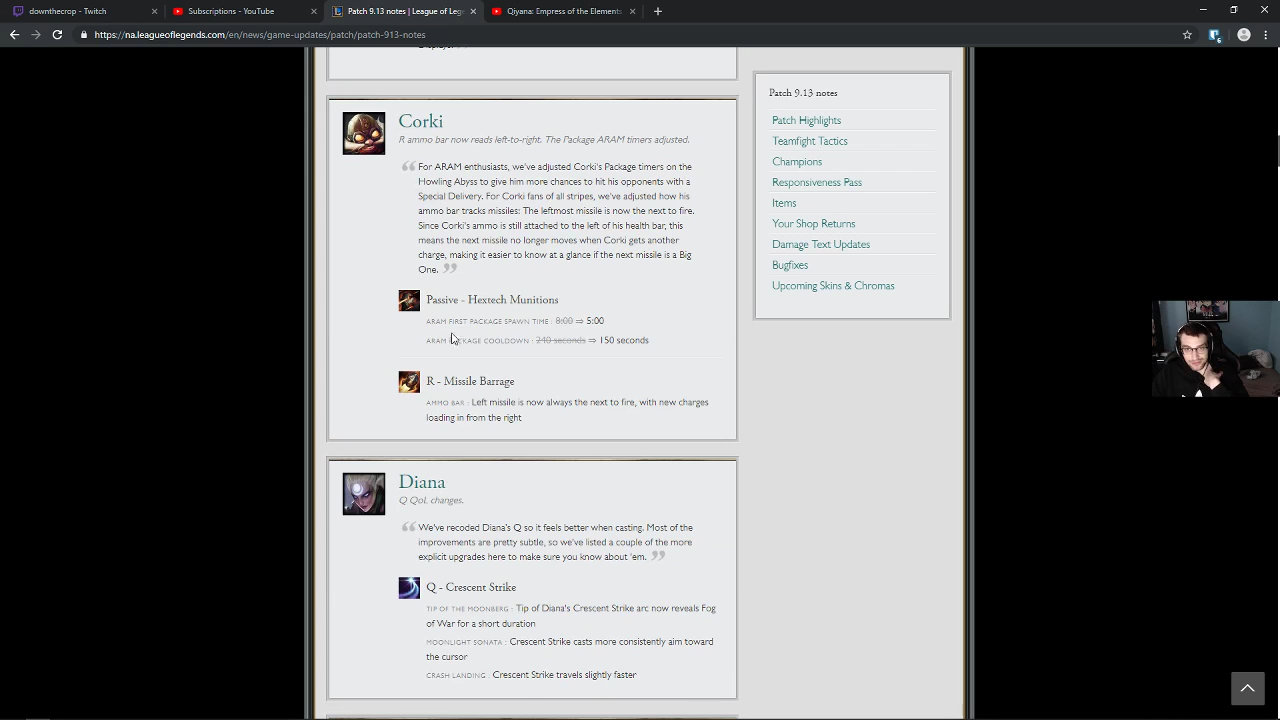 downthecrop - Twitch
Subscriptions - YouTube
Patch 9.13 notes | League of Leg
Qiyana: Empress of the Elements
https://na.leagueoflegends.com/en/news/game-updates/patch/patch-913-notes
Corki
R ammo bar now reads left-to-right. The Package ARAM timers adjusted.
For ARAM enthusiasts, we've adjusted Corki's Package timers on the
Howling Abyss to give him more chances to hit his opponents with a
Special Delivery. For Corki fans of all stripes, we've adjusted how his
ammo bar tracks missiles: The leftmost missile is now the next to fire.
Since Corki's ammo is still attached to the left of his health bar, this
means the next missile no longer moves when Corki gets another
charge, making it easier to know at a glance if the next missile is a Big
One.
Passive - Hextech Munitions
ARAM FIRST PACKAGE SPAWN TIME : 8:00 ⇒ 5:00
ARAM PACKAGE COOLDOWN : 240 seconds ⇒ 150 seconds
R - Missile Barrage
AMMO BAR : Left missile is now always the next to fire, with new charges
loading in from the right
Diana
Q QoL changes.
We've recoded Diana's Q so it feels better when casting. Most of the
improvements are pretty subtle, so we've listed a couple of the more
explicit upgrades here to make sure you know about 'em.
Q - Crescent Strike
TIP OF THE MOONBERG : Tip of Diana's Crescent Strike arc now reveals Fog
of War for a short duration
MOONLIGHT SONATA : Crescent Strike casts more consistently aim toward
the cursor
CRASH LANDING : Crescent Strike travels slightly faster
Patch 9.13 notes
Patch Highlights
Teamfight Tactics
Champions
Responsiveness Pass
Items
Your Shop Returns
Damage Text Updates
Bugfixes
Upcoming Skins & Chromas